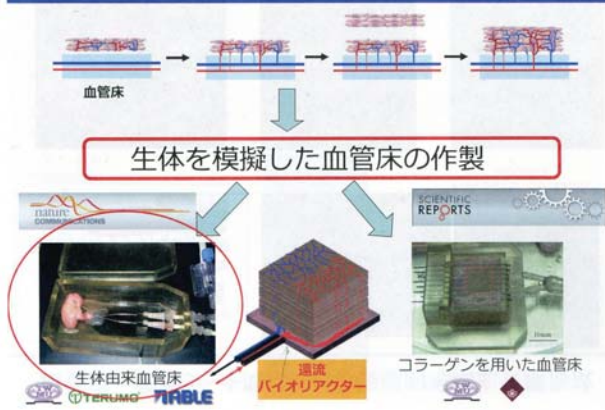 血管床
生体を模擬した血管床の作製
nature
COMMUNICATIONS
SCIENTIFIC
REPORTS
生体由来血管床
還流
バイオリアクター
コラーゲンを用いた血管床
10 mm
TERUMO
ABLE